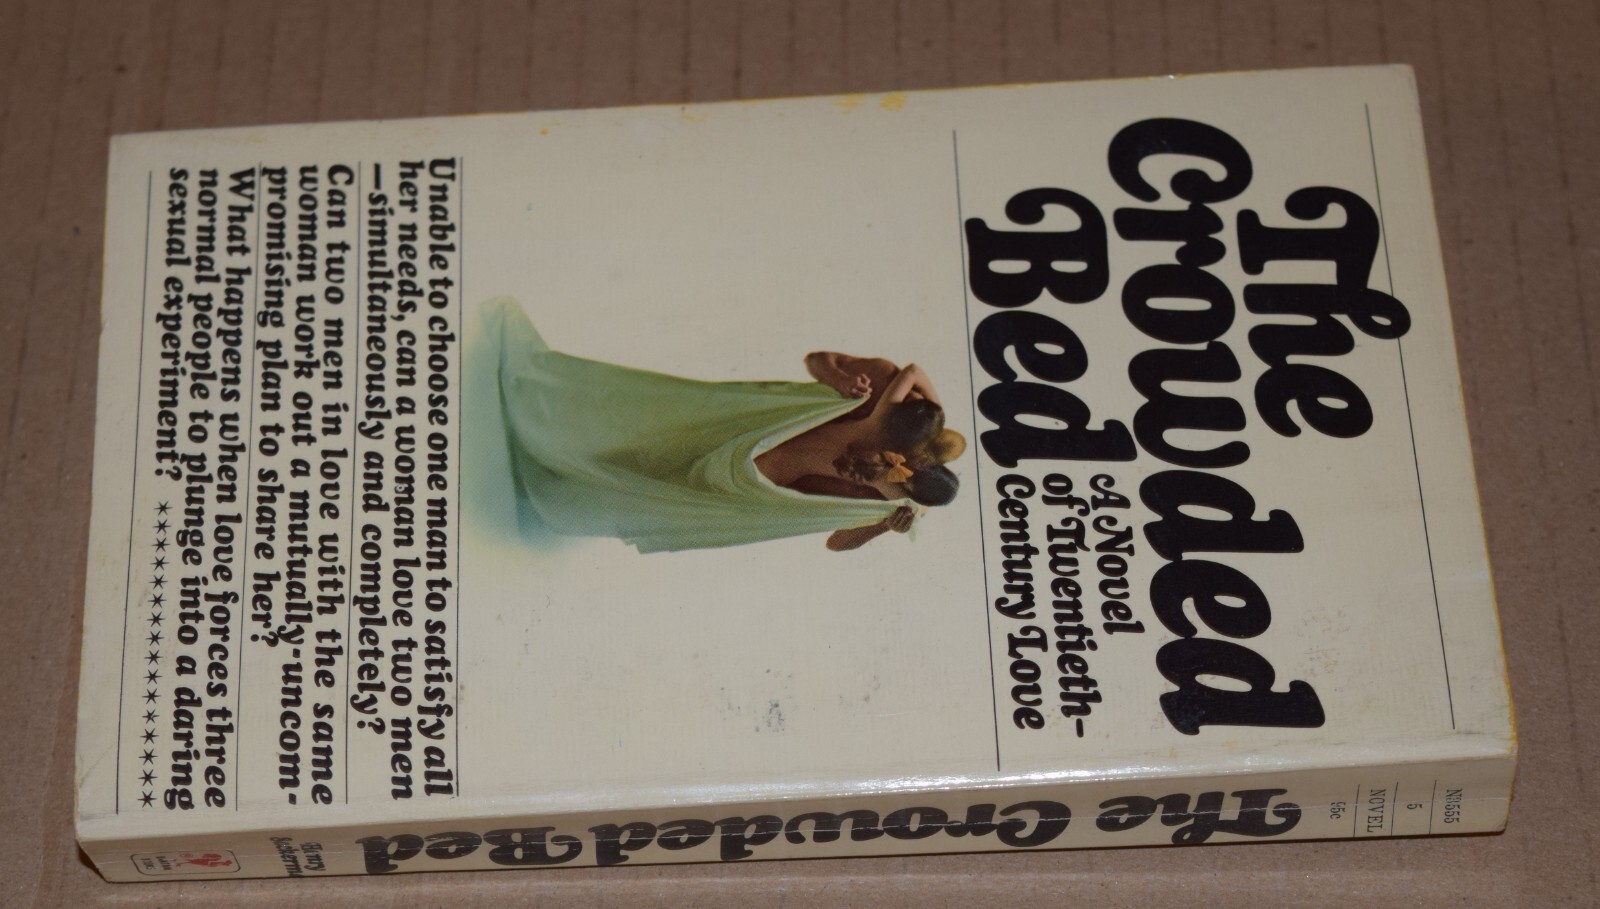 The
Crowded
Bed
A Novel
of Twentieth-
Century Love
Unable to choose one man to satisfy all
her needs, can a woman love two men
—simultaneously and completely?
Can two men in love with the same
woman work out a mutually-uncom-
promising plan to share her?
What happens when love forces three
normal people to plunge into a daring
sexual experiment? ***************
N8555
5
NOVEL
95c
The Crowded Bed
Henry